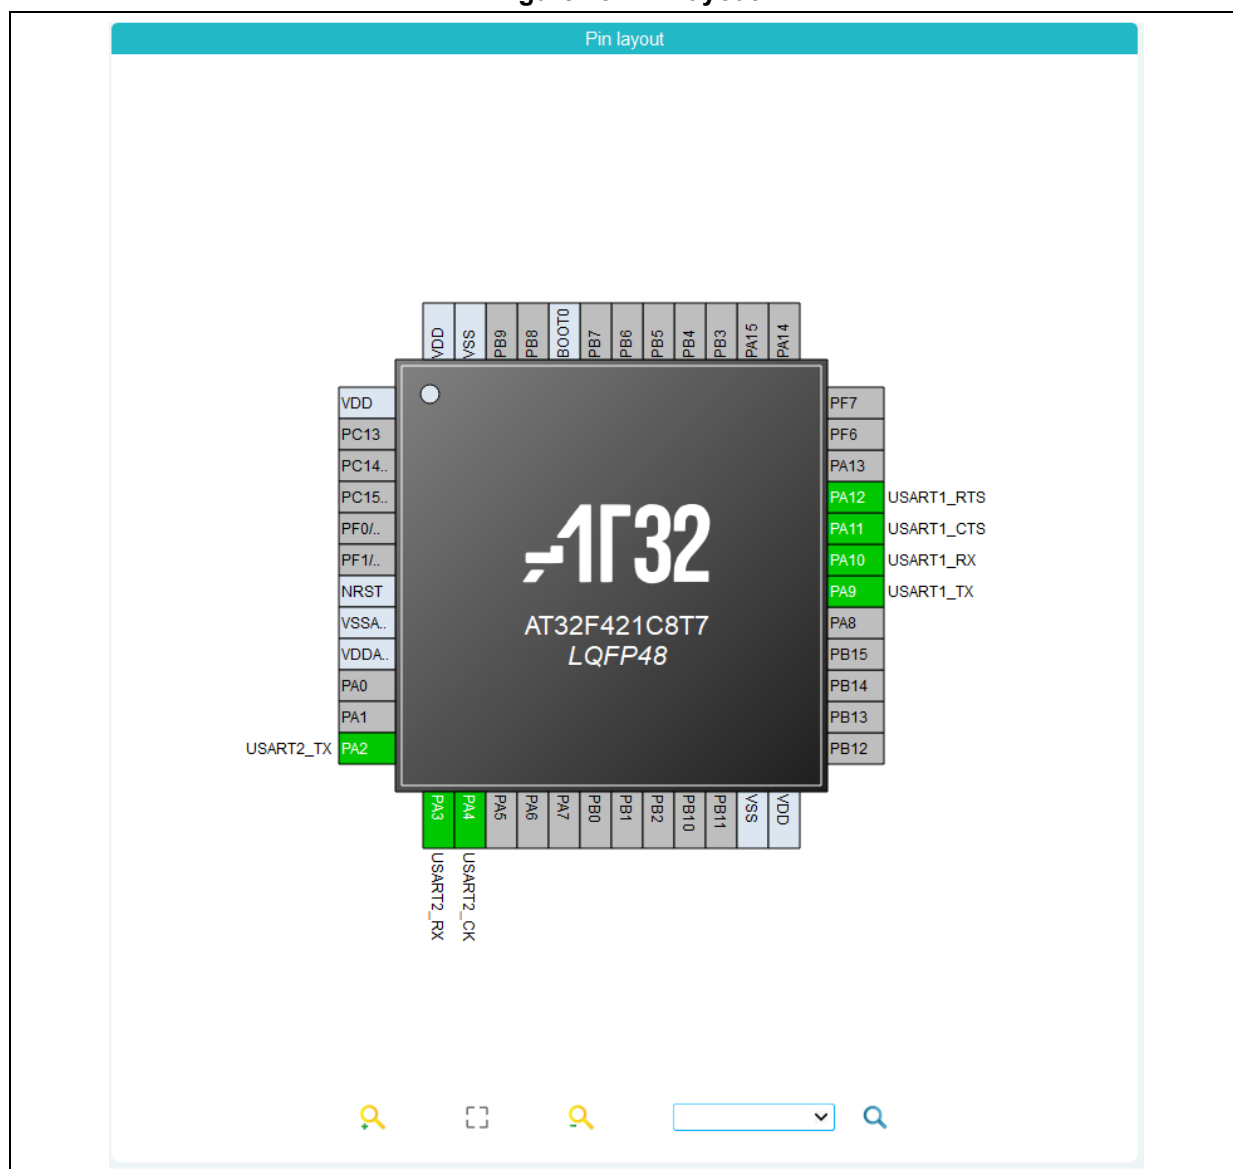 Pin layout
VDD
VSS
PB9
PB8
BOOT0
PB7
PB6
PB5
PB4
PB3
PA15
PA14
VDD
PC13
PC14..
PC15..
PF0/..
PF1/..
NRST
VSSA..
VDDA..
PA0
PA1
USART2_TX PA2
AT32
AT32F421C8T7
LQFP48
PF7
PF6
PA13
PA12 USART1_RTS
PA11 USART1_CTS
PA10 USART1_RX
PA9 USART1_TX
PA8
PB15
PB14
PB13
PB12
PA3
PA4
PA5
PA6
PA7
PB0
PB1
PB2
PB10
PB11
VSS
VDD
USART2_RX
USART2_CK